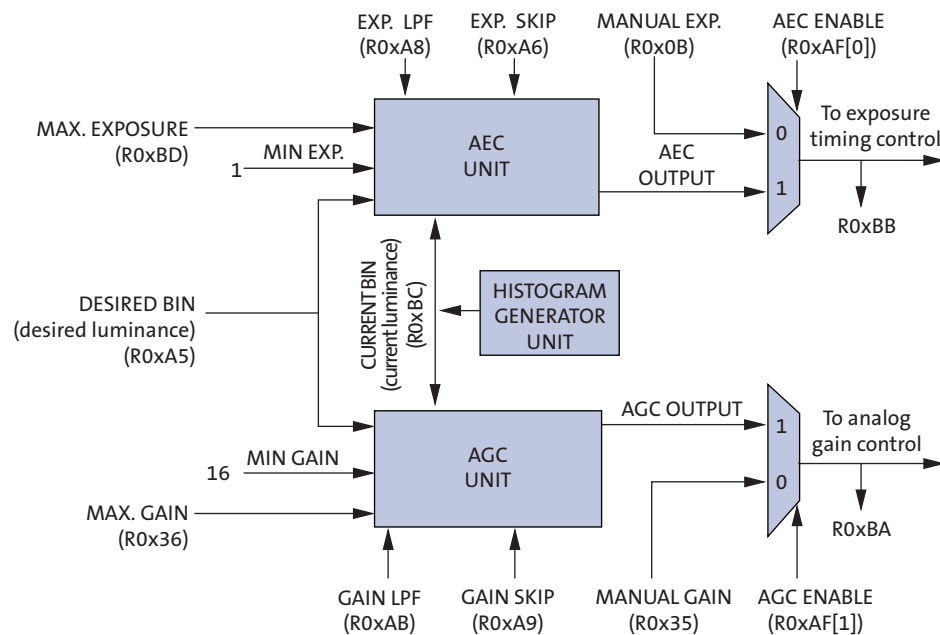 EXP. LPF
(R0xA8)
EXP. SKIP
(R0xA6)
MANUAL EXP.
(R0x0B)
AEC ENABLE
(R0xAF[0])
MAX. EXPOSURE
(R0xBD)
1
MIN EXP.
AEC
UNIT
AEC
OUTPUT
0
1
To exposure
timing control
R0xBB
DESIRED BIN
(desired luminance)
(R0xA5)
CURRENT BIN
(current luminance)
(R0xBC)
HISTOGRAM
GENERATOR
UNIT
16
MIN GAIN
MAX. GAIN
(R0x36)
AGC
UNIT
AGC OUTPUT
1
0
To analog
gain control
R0xBA
GAIN LPF
(R0xAB)
GAIN SKIP
(R0xA9)
MANUAL GAIN
(R0x35)
AGC ENABLE
(R0xAF[1])